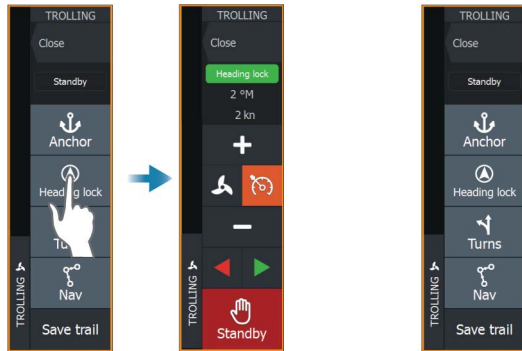 TROLLING
Close
Standby
Anchor
Heading lock
Nav
Save trail
TROLLING
TROLLING
Close
Heading lock
2 °M
2 kn
Standby
TROLLING
TROLLING
Close
Standby
Anchor
Heading lock
Turns
Nav
Save trail
TROLLING